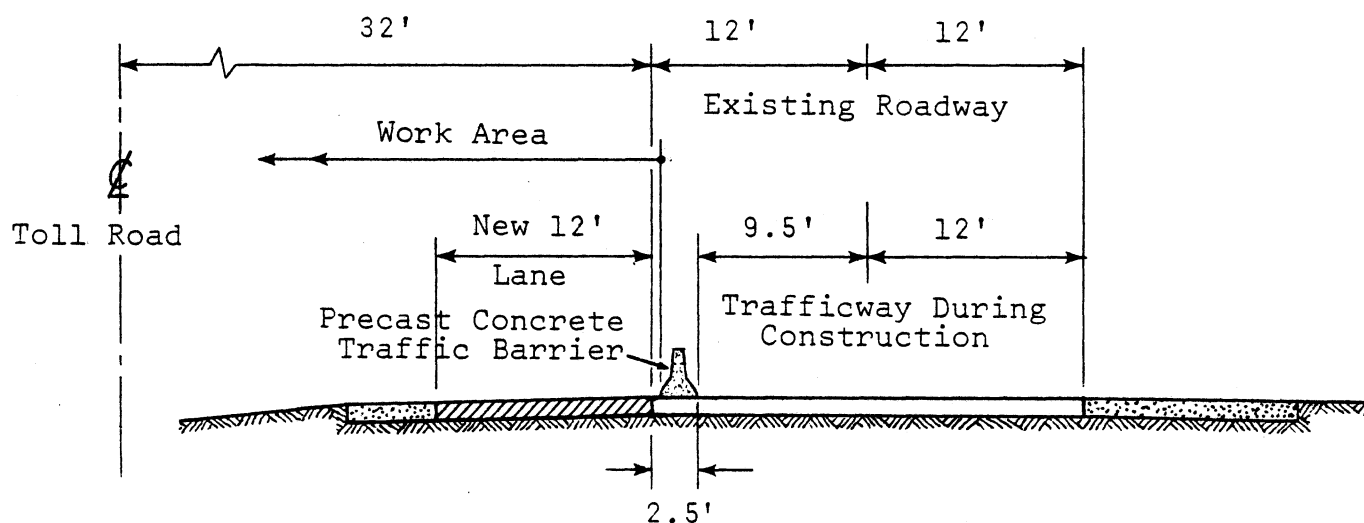 32'
12'
12'
Existing Roadway
Work Area
℄
Toll Road
New 12'
Lane
9.5'
12'
Trafficway During
Construction
Precast Concrete
Traffic Barrier
2.5'